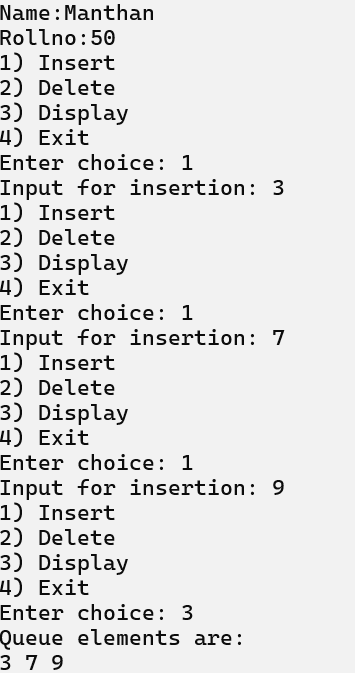 Name:Manthan
Rollno:50
1) Insert
2) Delete
3) Display
4) Exit
Enter choice: 1
Input for insertion: 3
1) Insert
2) Delete
3) Display
4) Exit
Enter choice: 1
Input for insertion: 7
1) Insert
2) Delete
3) Display
4) Exit
Enter choice: 1
Input for insertion: 9
1) Insert
2) Delete
3) Display
4) Exit
Enter choice: 3
Queue elements are:
3 7 9